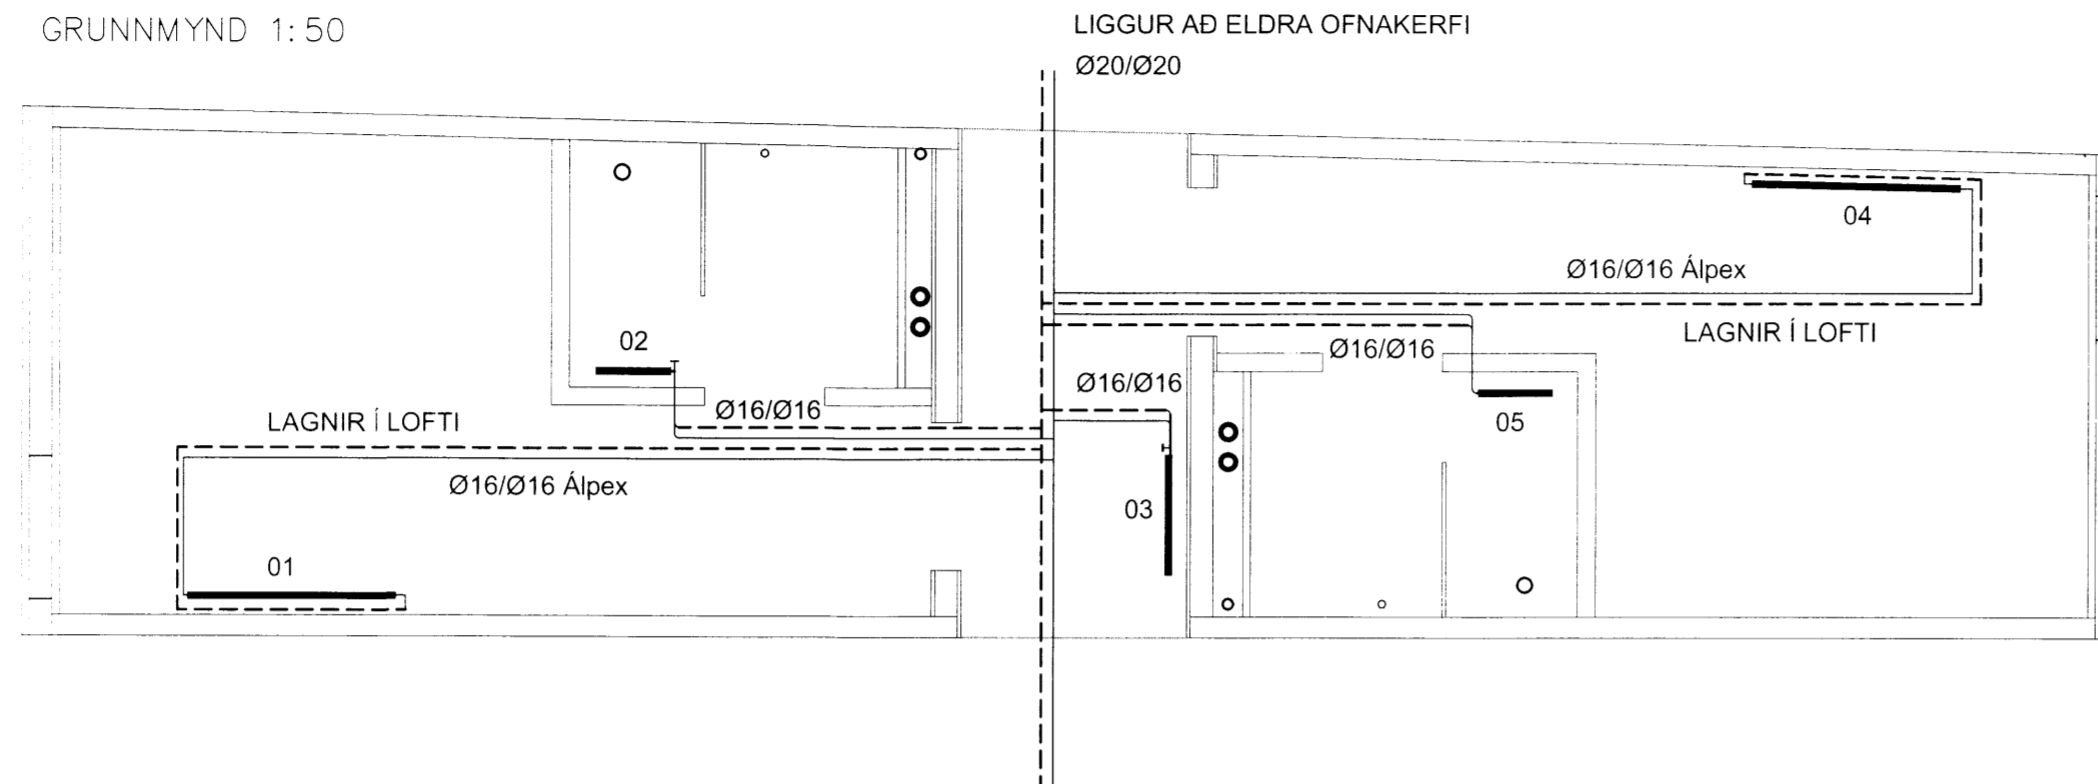 GRUNNMYND 1:50
LIGGUR AÐ ELDRA OFNAKERFI
Ø20/Ø20
04
Ø16/Ø16 Álpex
LAGNIR Í LOFTI
02
Ø16/Ø16
Ø16/Ø16
05
Ø16/Ø16
LAGNIR Í LOFTI
Ø16/Ø16 Álpex
03
01